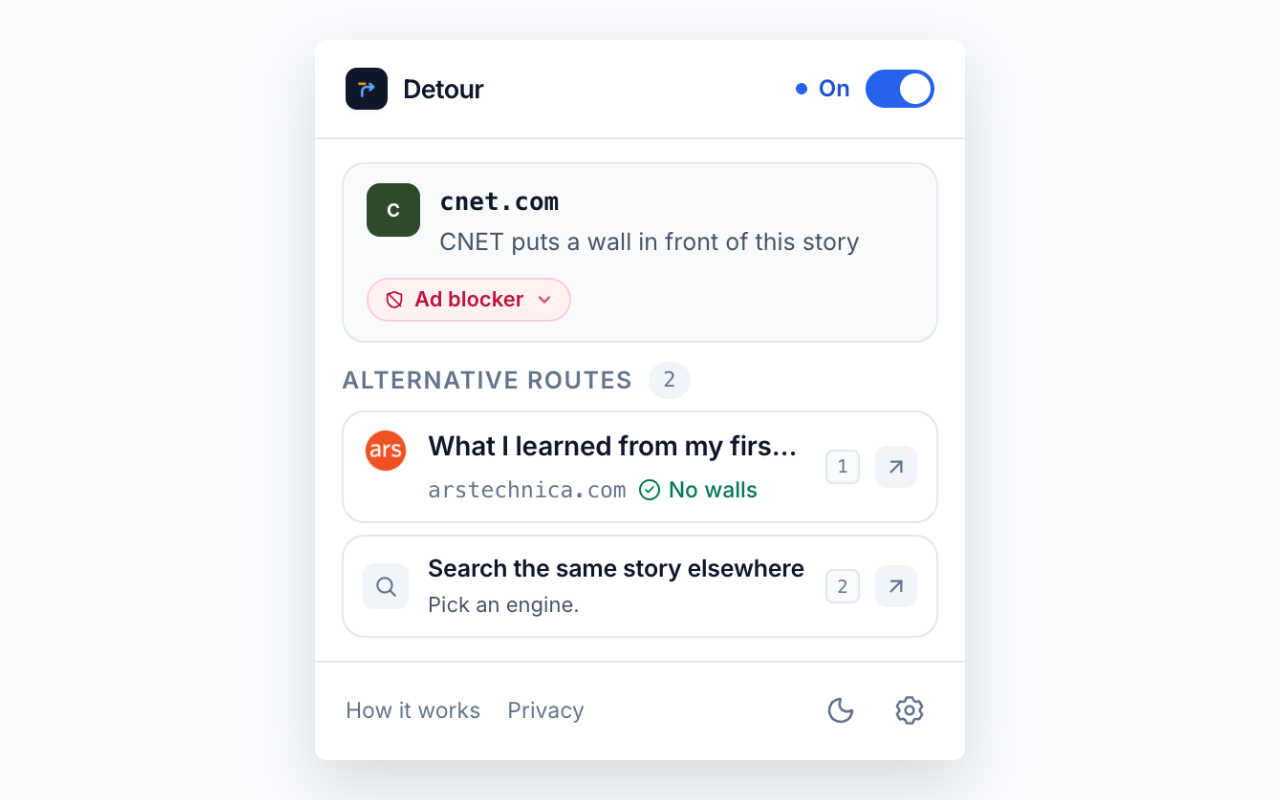 Detour
On
C
cnet.com
CNET puts a wall in front of this story
Ad blocker
ALTERNATIVE ROUTES 2
ars
What I learned from my firs...
arstechnica.com No walls
1
Search the same story elsewhere
Pick an engine.
2
How it works Privacy